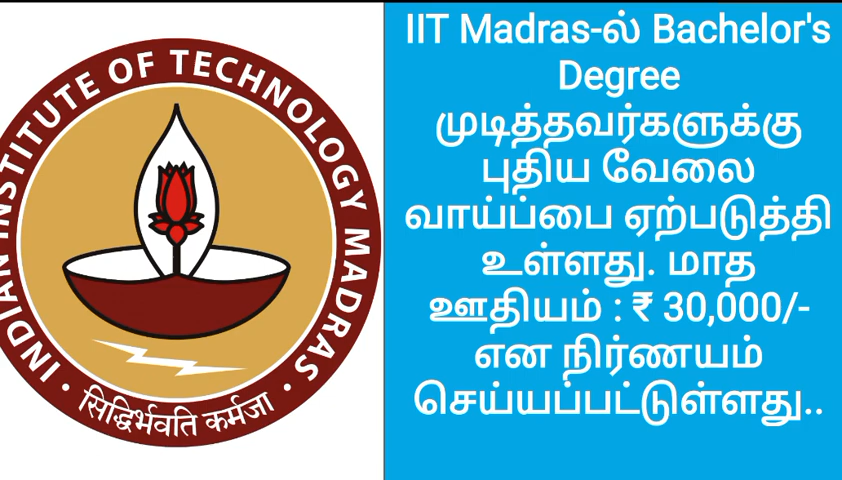 INDIAN INSTITUTE OF TECHNOLOGY MADRAS
सिद्धिर्भवति कर्मजा
IIT Madras-ல் Bachelor's
Degree
முடித்தவர்களுக்கு
புதிய வேலை
வாய்ப்பை ஏற்படுத்தி
உள்ளது. மாத
ஊதியம் : ₹ 30,000/-
என நிர்ணயம்
செய்யப்பட்டுள்ளது..